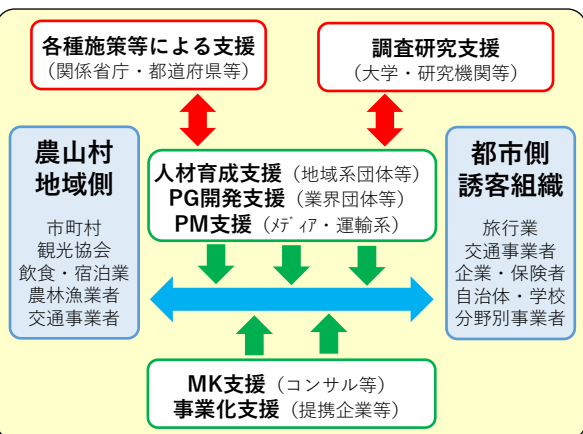 各種施策等による支援
（関係省庁・都道府県等）
調査研究支援
（大学・研究機関等）
農山村
地域側
市町村
観光協会
飲食・宿泊業
農林漁業者
交通事業者
人材育成支援（地域系団体等）
PG開発支援（業界団体等）
PM支援（ﾒﾃﾞｨｱ・運輸系）
都市側
誘客組織
旅行業
交通事業者
企業・保険者
自治体・学校
分野別事業者
MK支援（コンサル等）
事業化支援（提携企業等）